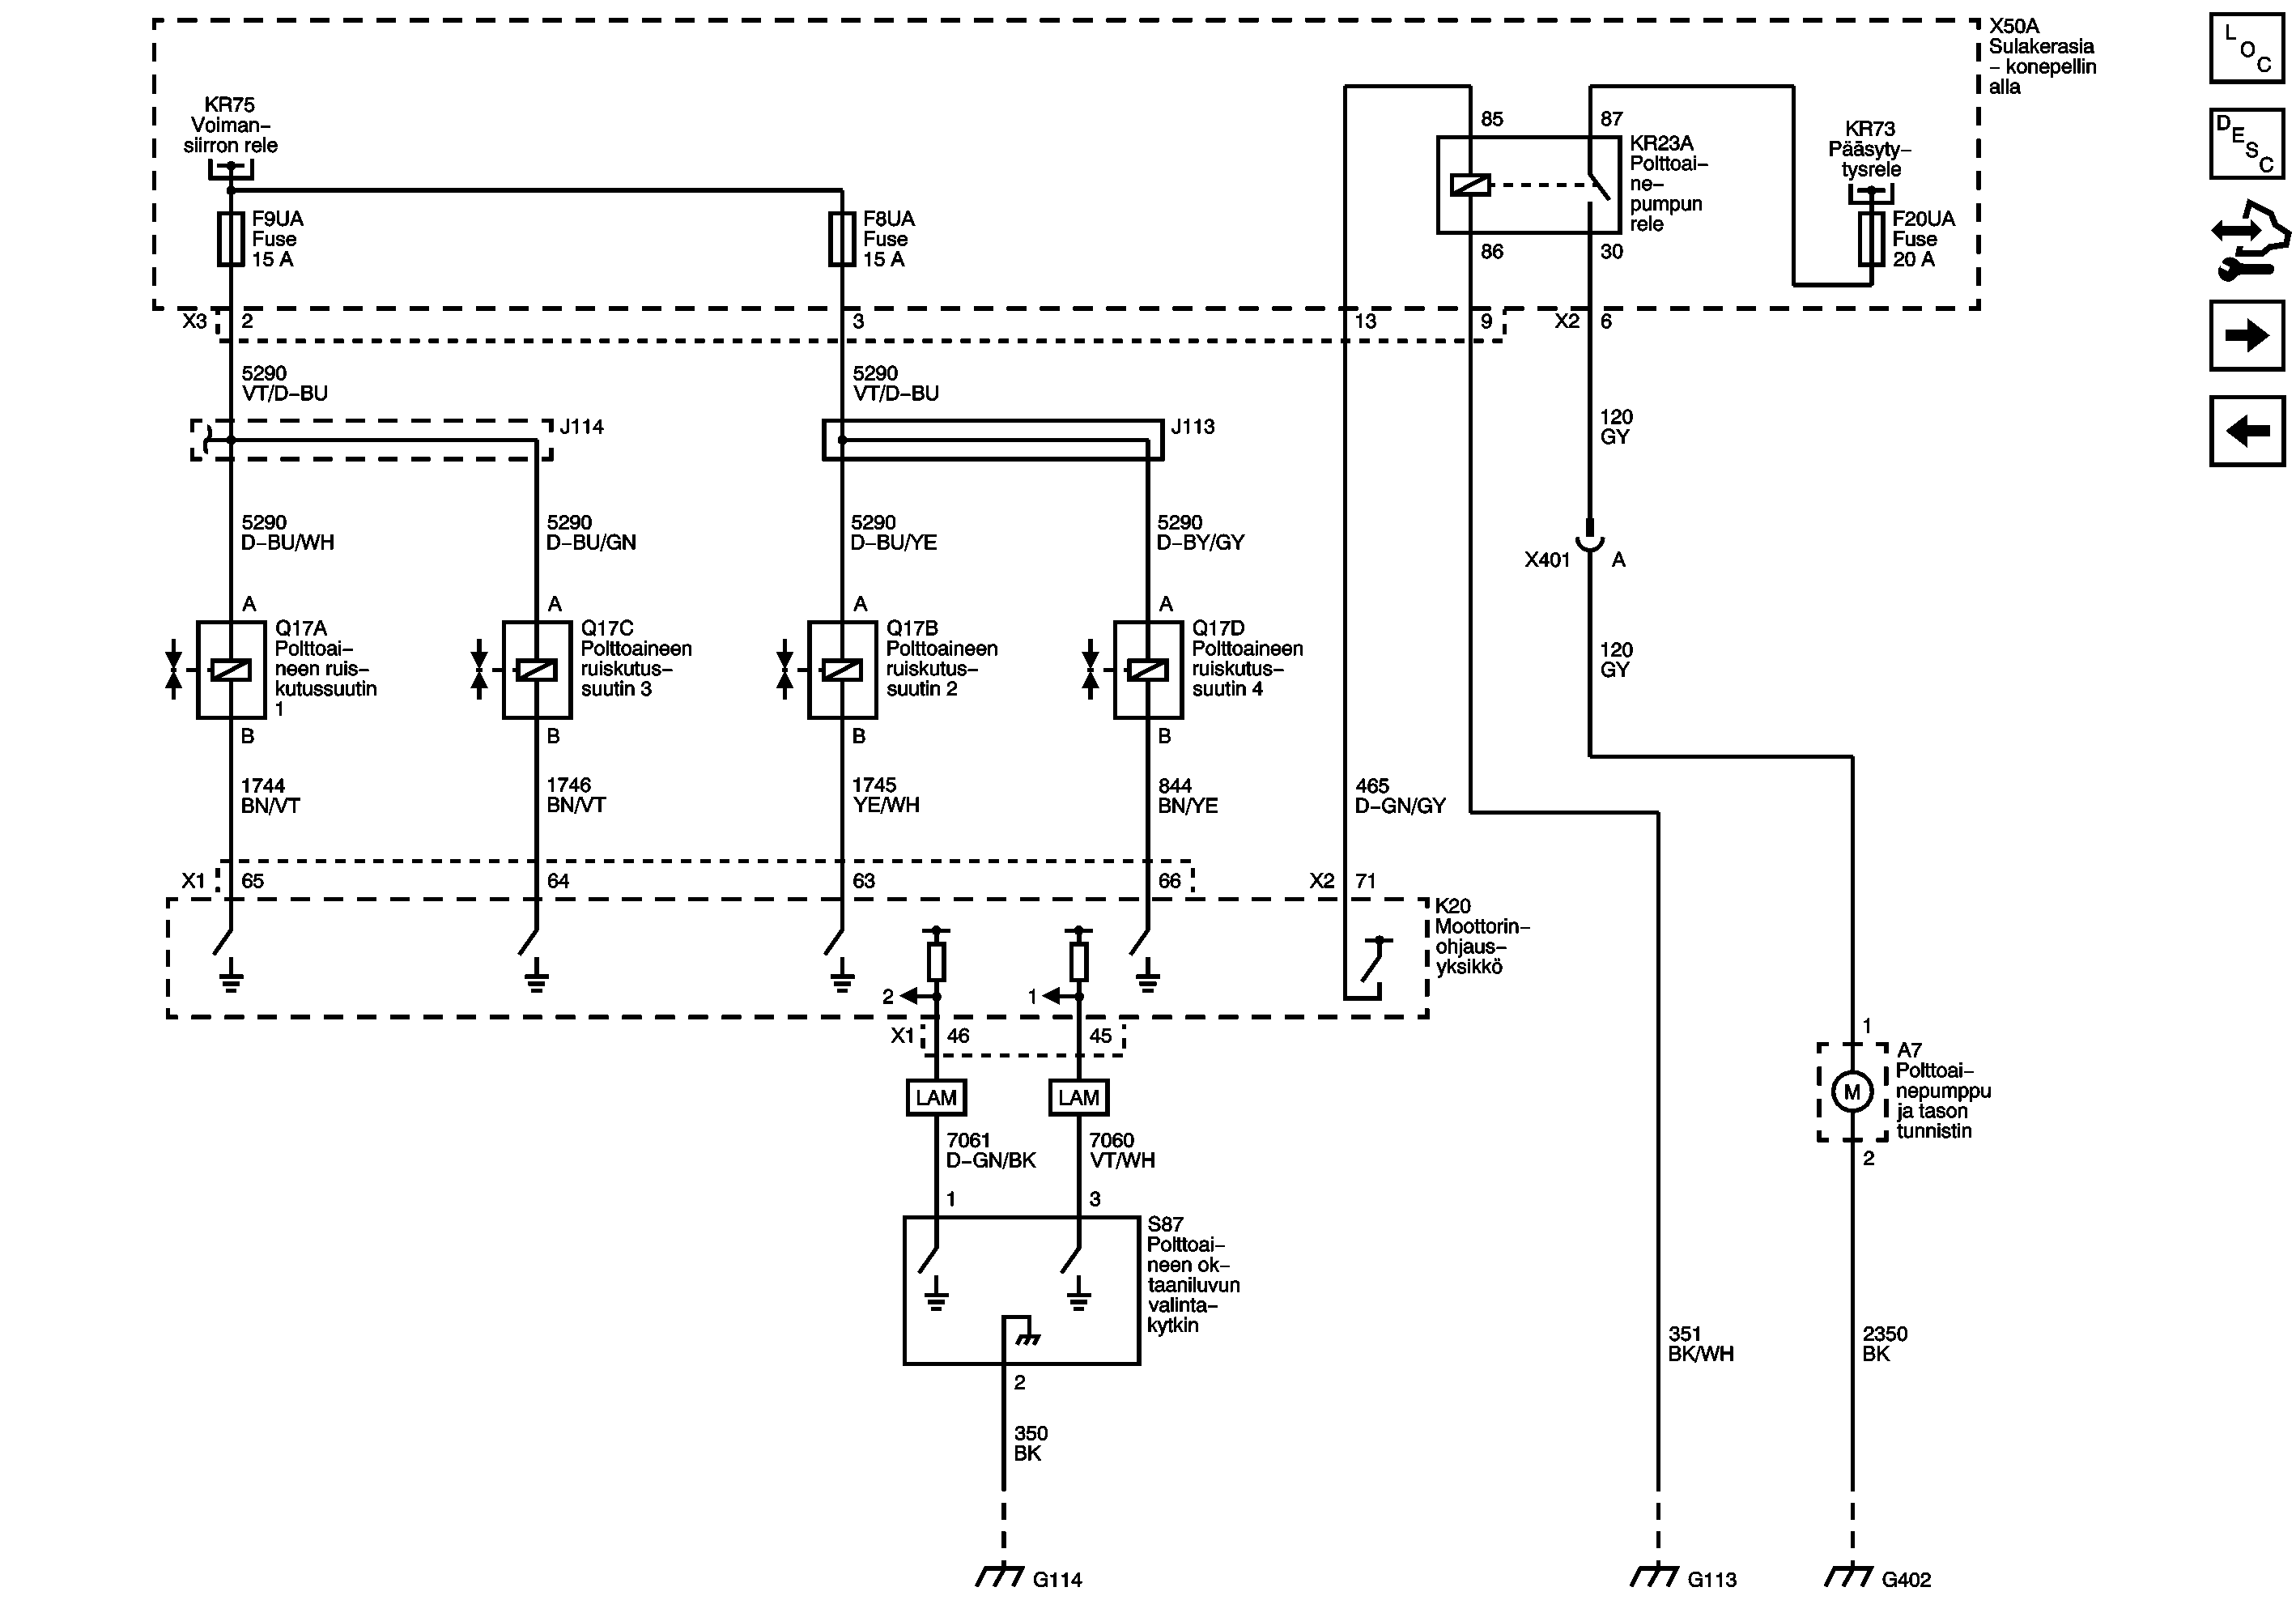 X50A
Sulakerasia
– konepellin
alla
L
O
C
D
E
S
C
KR75
Voiman–
siirron rele
F9UA
Fuse
15 A
F8UA
Fuse
15 A
85
87
KR23A
Polttoai–
ne–
pumpun
rele
86
30
KR73
Pääsyty–
tysrele
F20UA
Fuse
20 A
X3
2
3
13
9
X2
6
5290
VT/D–BU
5290
VT/D–BU
J114
J113
120
GY
5290
D–BU/WH
5290
D–BU/GN
5290
D–BU/YE
5290
D–BY/GY
X401
A
A
Q17A
Polttoai–
neen ruis–
kutussuutin
1
B
A
Q17C
Polttoaineen
ruiskutus–
suutin 3
B
A
Q17B
Polttoaineen
ruiskutus–
suutin 2
B
A
Q17D
Polttoaineen
ruiskutus–
suutin 4
B
120
GY
1744
BN/VT
1746
BN/VT
1745
YE/WH
844
BN/YE
465
D–GN/GY
X1
65
64
63
66
X2
71
K20
Moottorin–
ohjaus–
yksikkö
2
1
X1
46
45
LAM
LAM
7061
D–GN/BK
7060
VT/WH
1
3
S87
Polttoai–
neen ok–
taaniluvun
valinta–
kytkin
2
350
BK
G114
1
A7
Polttoai–
nepumppu
ja tason
tunnistin
M
2
351
BK/WH
2350
BK
G113
G402